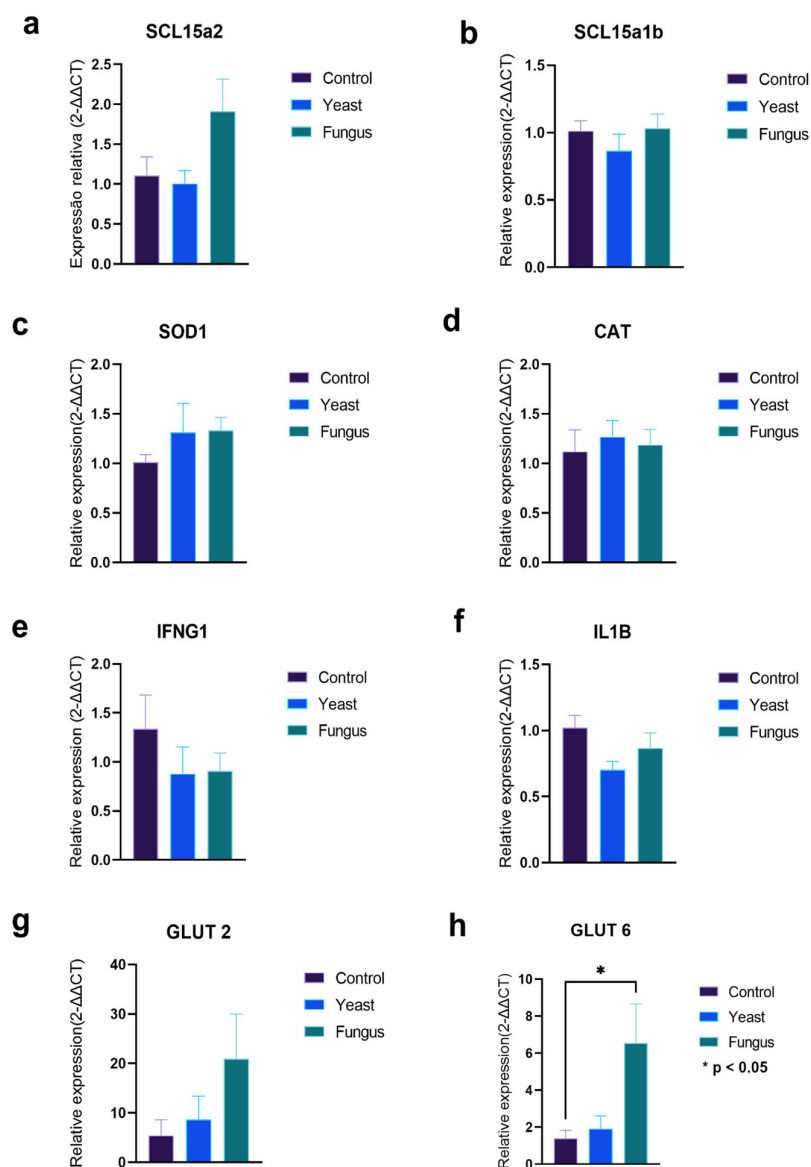 a
SCL15a2
Expressão relativa (2-ΔΔCT)
2.5
2.0
1.5
1.0
0.5
0.0
Control
Yeast
Fungus
b
SCL15a1b
Relative expression(2-ΔΔCT)
1.5
1.0
0.5
0.0
Control
Yeast
Fungus
c
SOD1
Relative expression(2-ΔΔCT)
2.0
1.5
1.0
0.5
0.0
Control
Yeast
Fungus
d
CAT
Relative expression(2-ΔΔCT)
2.0
1.5
1.0
0.5
0.0
Control
Yeast
Fungus
e
IFNG1
Relative expression (2-ΔΔCT)
2.0
1.5
1.0
0.5
0.0
Control
Yeast
Fungus
f
IL1B
Relative expression(2-ΔΔCT)
1.5
1.0
0.5
0.0
Control
Yeast
Fungus
g
GLUT 2
Relative expression(2-ΔΔCT)
40
30
20
10
0
Control
Yeast
Fungus
h
GLUT 6
Relative expression(2-ΔΔCT)
10
8
6
4
2
0
*
Control
Yeast
Fungus
* p < 0.05